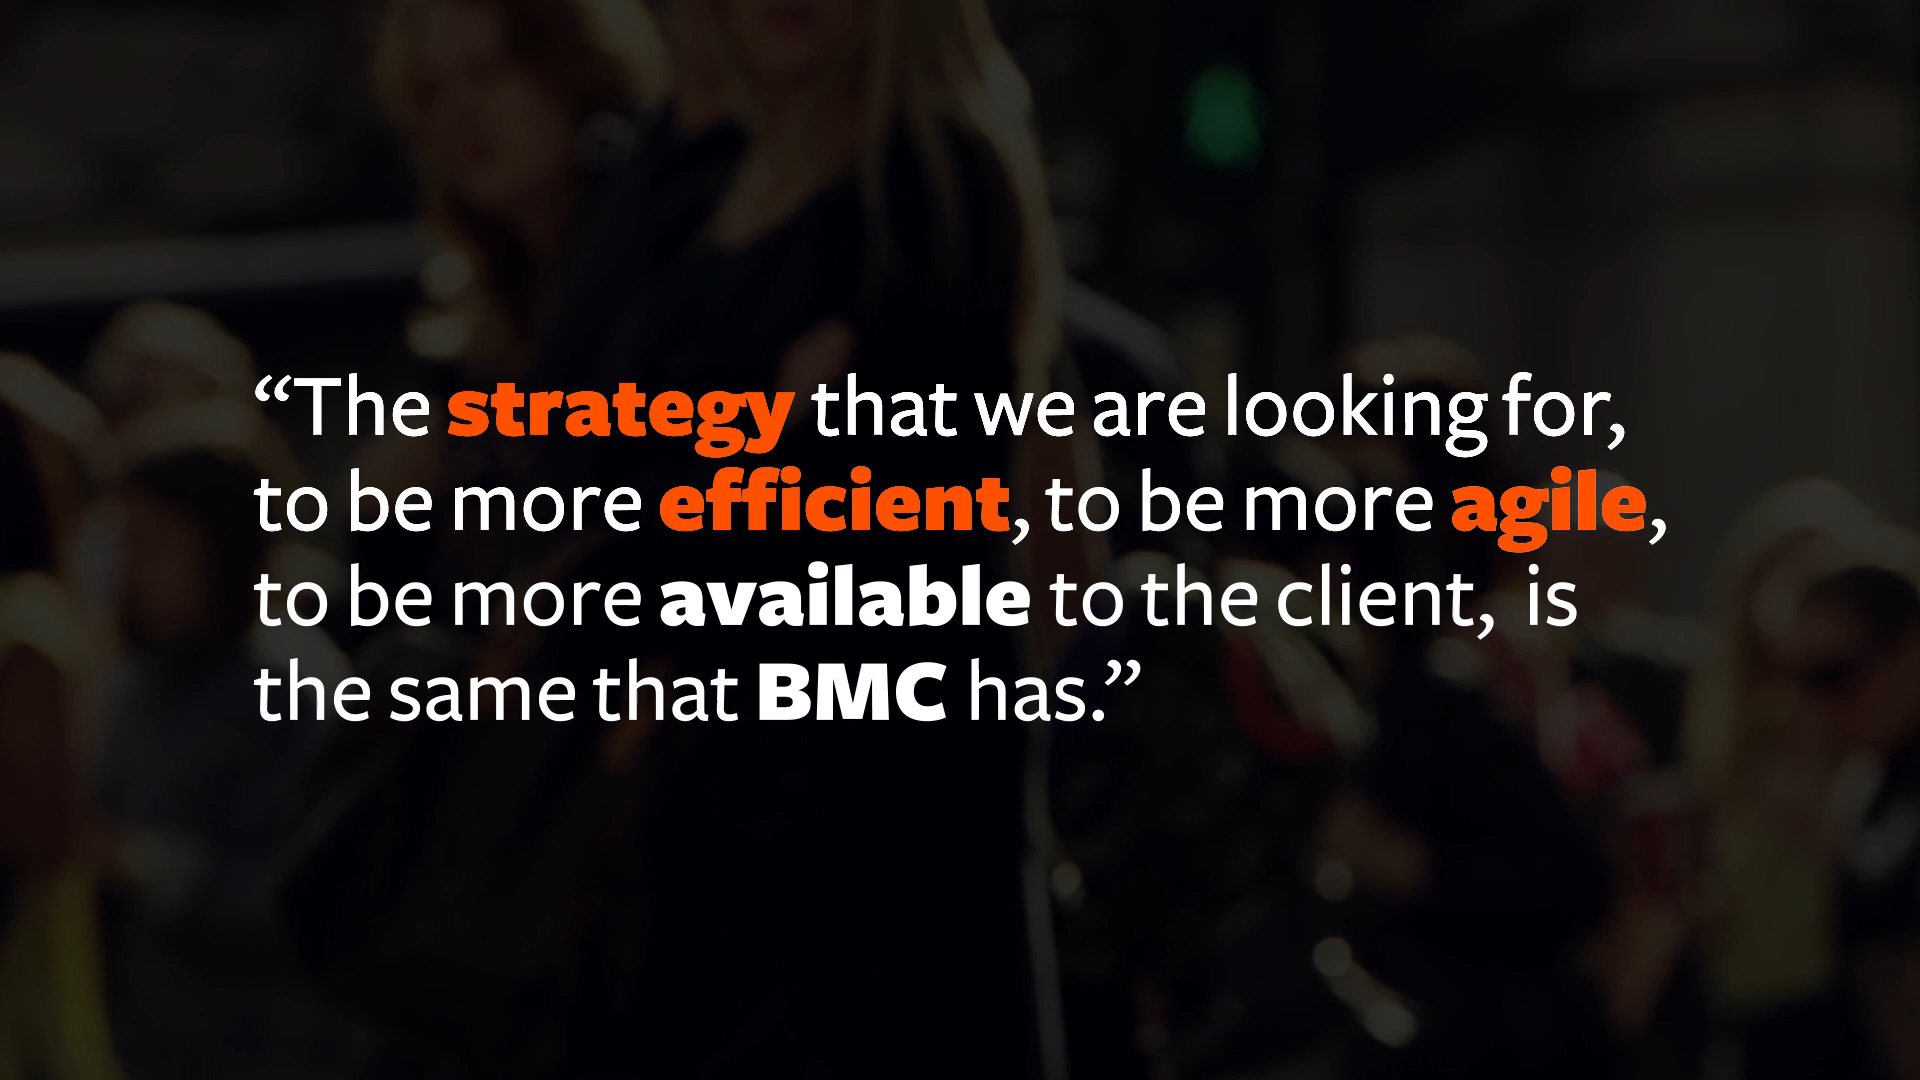 “The strategy that we are looking for,
to be more efficient, to be more agile,
to be more available to the client, is
the same that BMC has.”